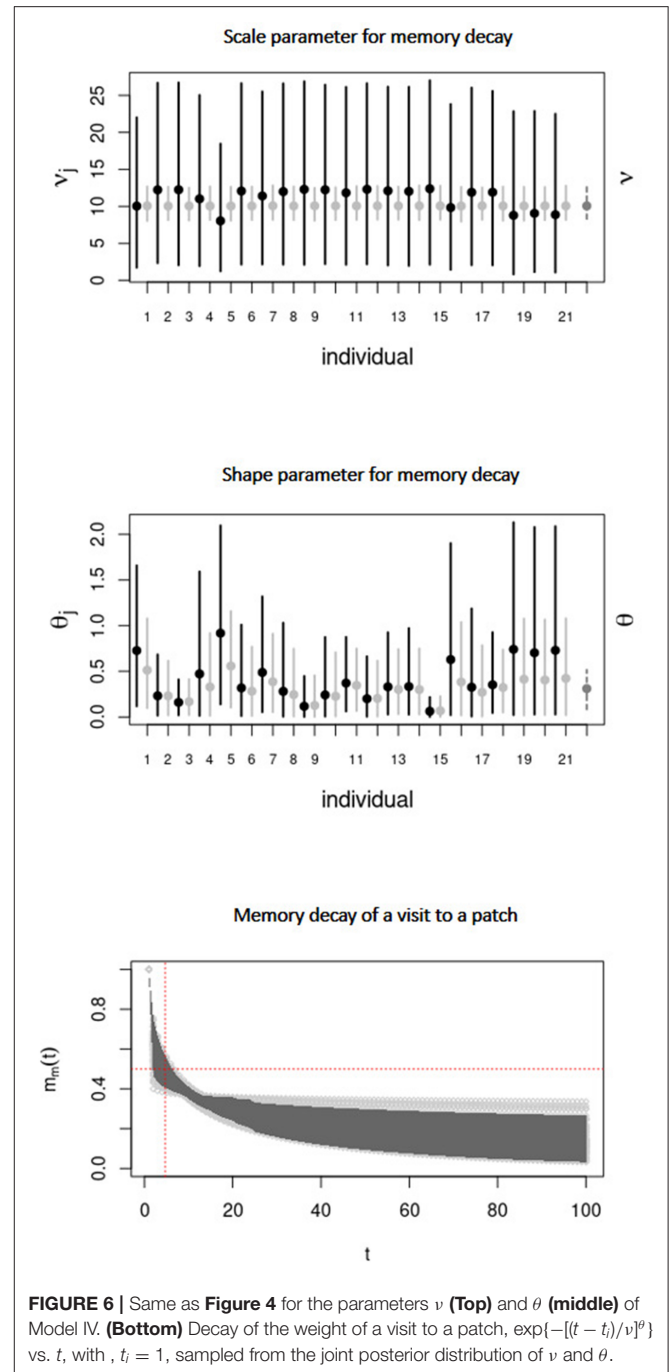 Scale parameter for memory decay
25
20
15
10
5
0
νj
ν
1 2 3 4 5 6 7 8 9 11 13 15 17 19 21
individual
Shape parameter for memory decay
2.0
1.5
1.0
0.5
0.0
θj
θ
1 2 3 4 5 6 7 8 9 11 13 15 17 19 21
individual
Memory decay of a visit to a patch
0.8
0.4
0.0
mm(t)
0 20 40 60 80 100
t
FIGURE 6 | Same as Figure 4 for the parameters ν (Top) and θ (middle) of
Model IV. (Bottom) Decay of the weight of a visit to a patch, exp{−[(t − ti)/ν]θ}
vs. t, with , ti = 1, sampled from the joint posterior distribution of ν and θ.